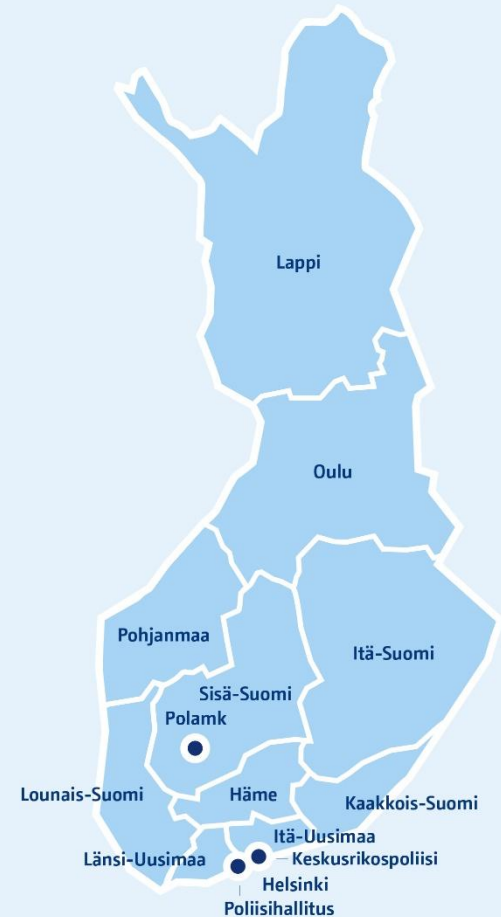 Lappi
Oulu
Pohjanmaa
Itä-Suomi
Sisä-Suomi
Polamk
Lounais-Suomi
Häme
Kaakkois-Suomi
Itä-Uusimaa
Länsi-Uusimaa
Keskusrikospoliisi
Helsinki
Poliisihallitus